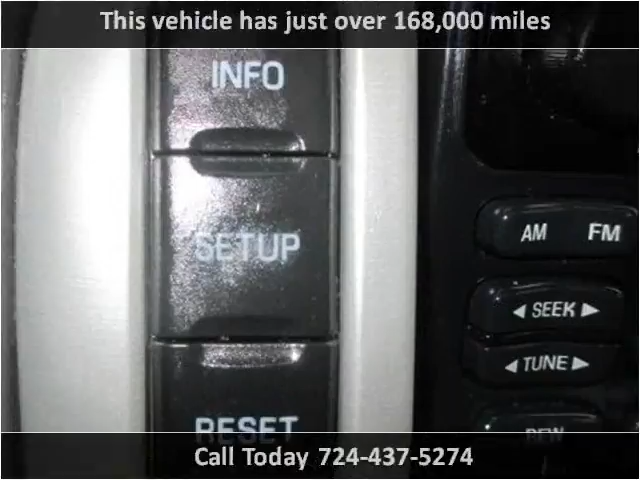 This vehicle has just over 168,000 miles
INFO
SETUP
RESET
AM FM
◀ SEEK ▶
◀ TUNE ▶
REW
Call Today 724-437-5274